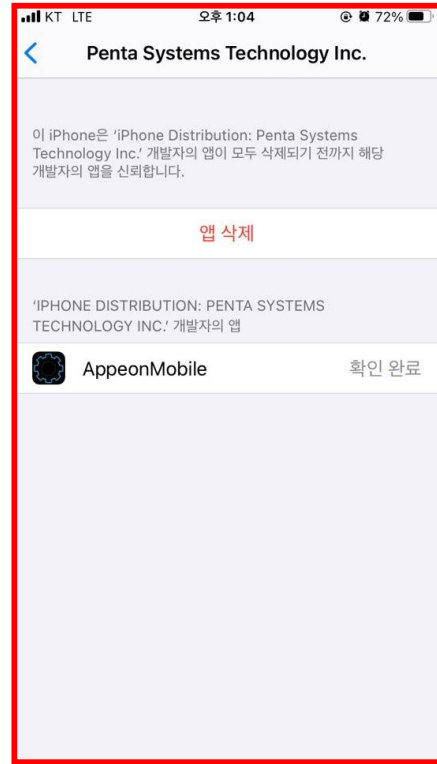 KT LTE 오후 1:04 72%
Penta Systems Technology Inc.
이 iPhone은 ‘iPhone Distribution: Penta Systems
Technology Inc.’ 개발자의 앱이 모두 삭제되기 전까지 해당
개발자의 앱을 신뢰합니다.
앱 삭제
‘IPHONE DISTRIBUTION: PENTA SYSTEMS
TECHNOLOGY INC.’ 개발자의 앱
AppeonMobile 확인 완료